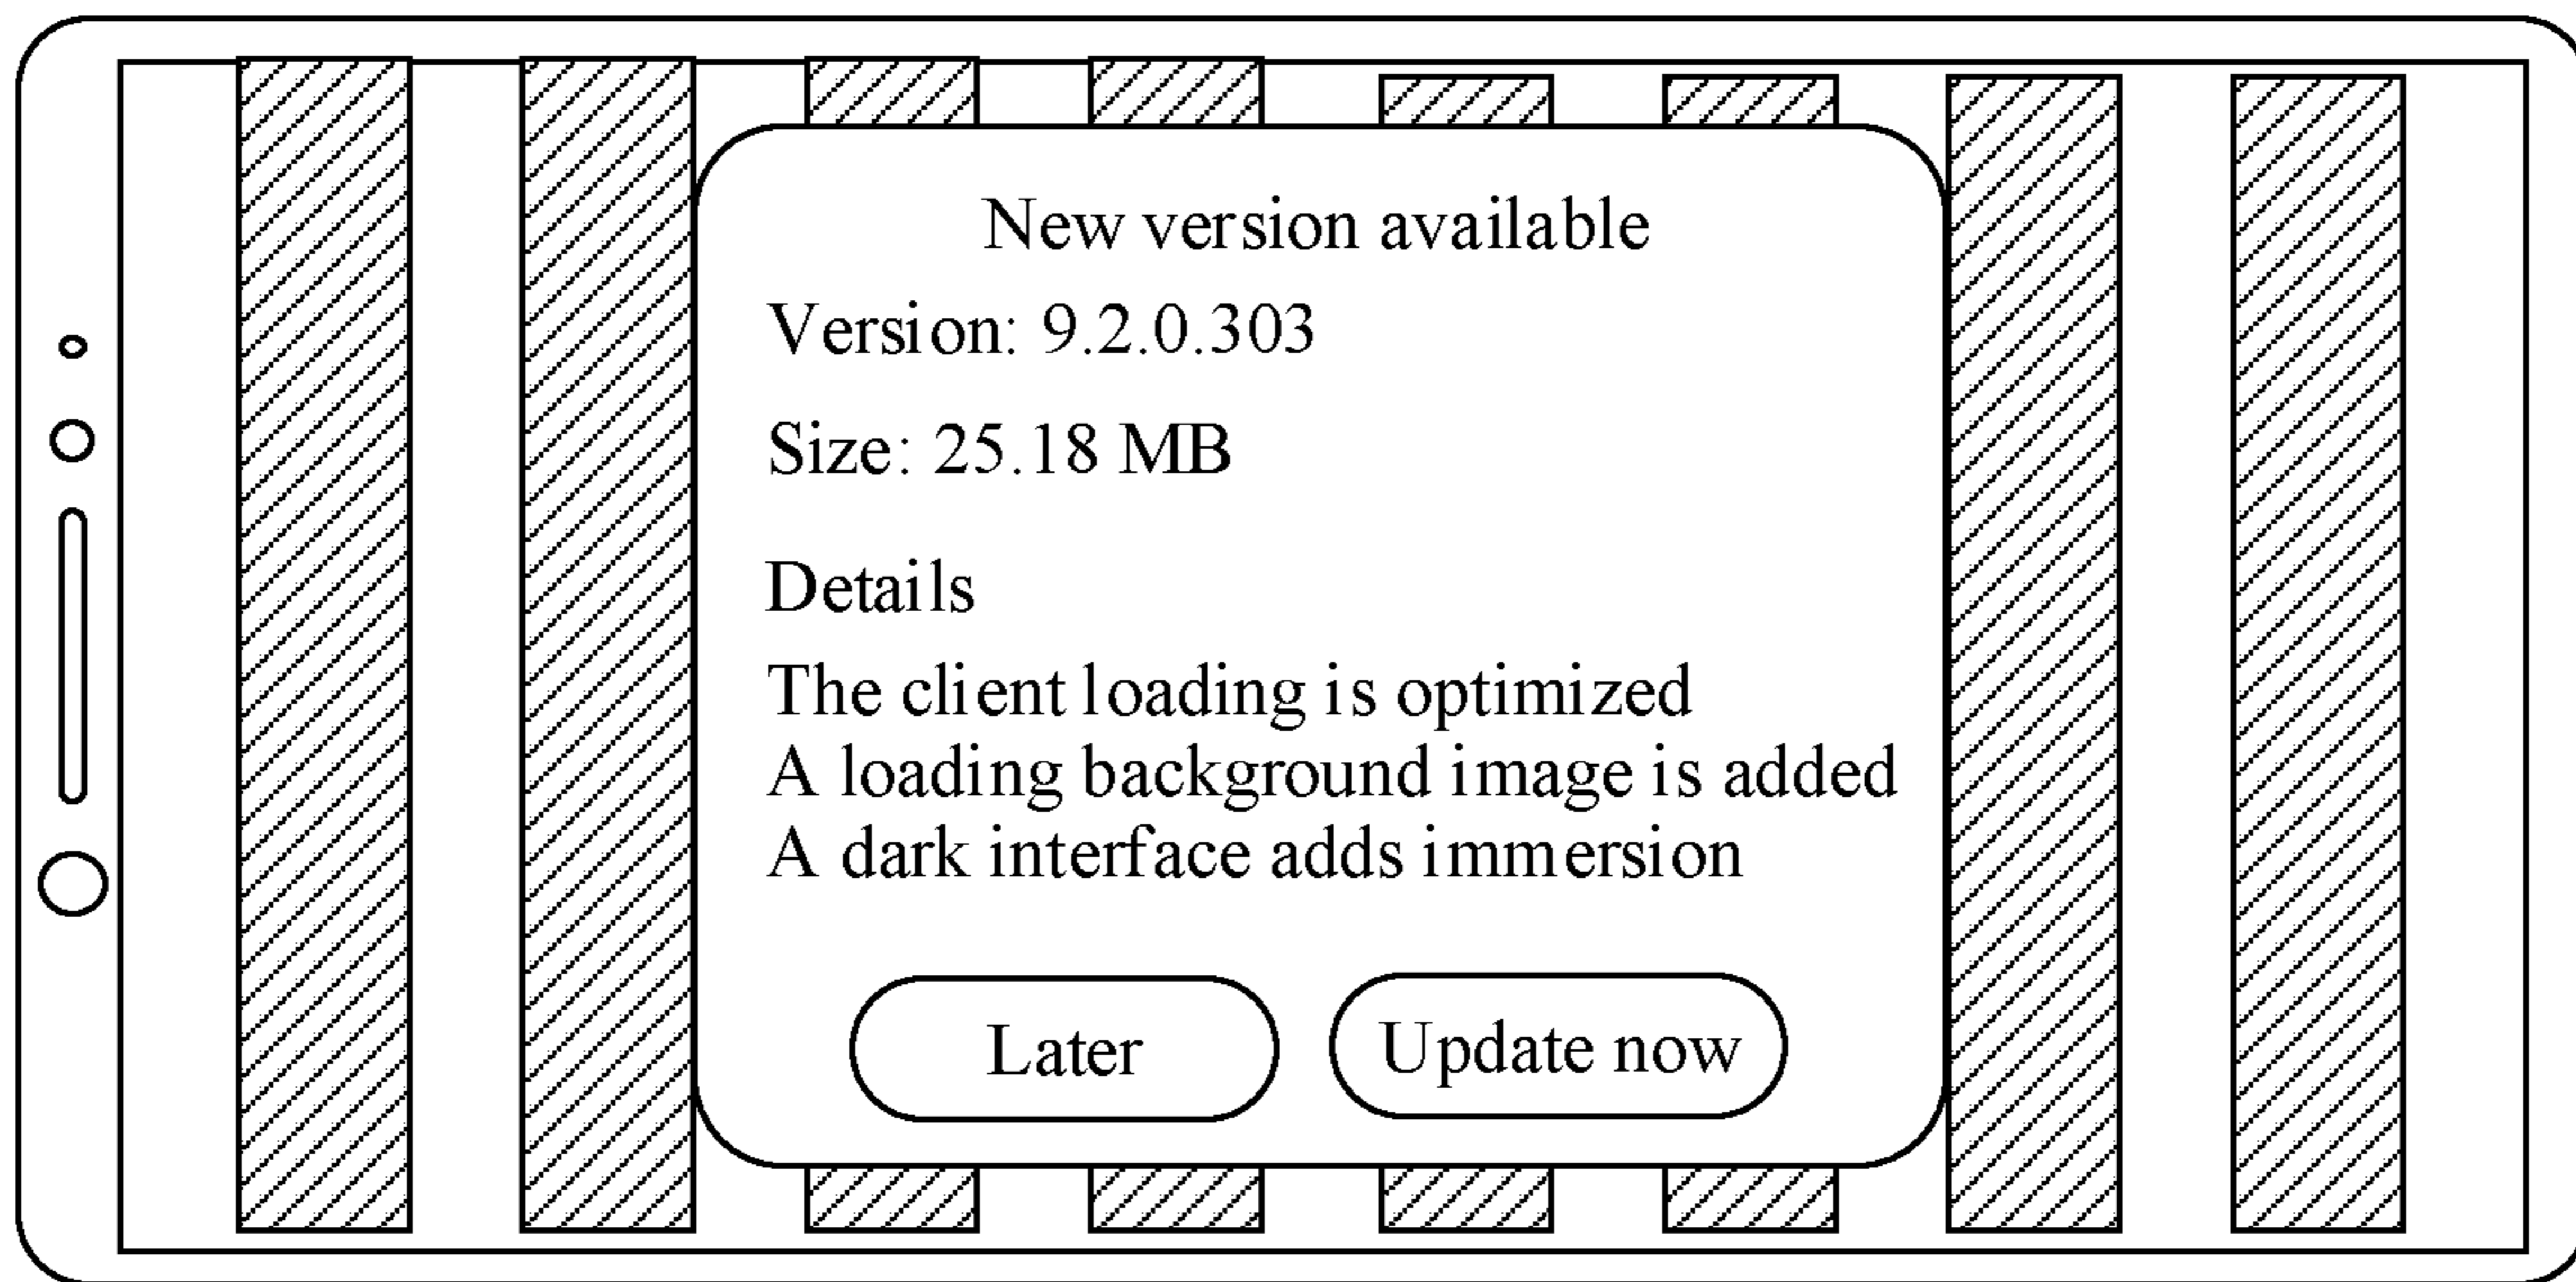 New version available
Version: 9.2.0.303
Size: 25.18 MB
Details
The client loading is optimized
A loading background image is added
A dark interface adds immersion
Later
Update now